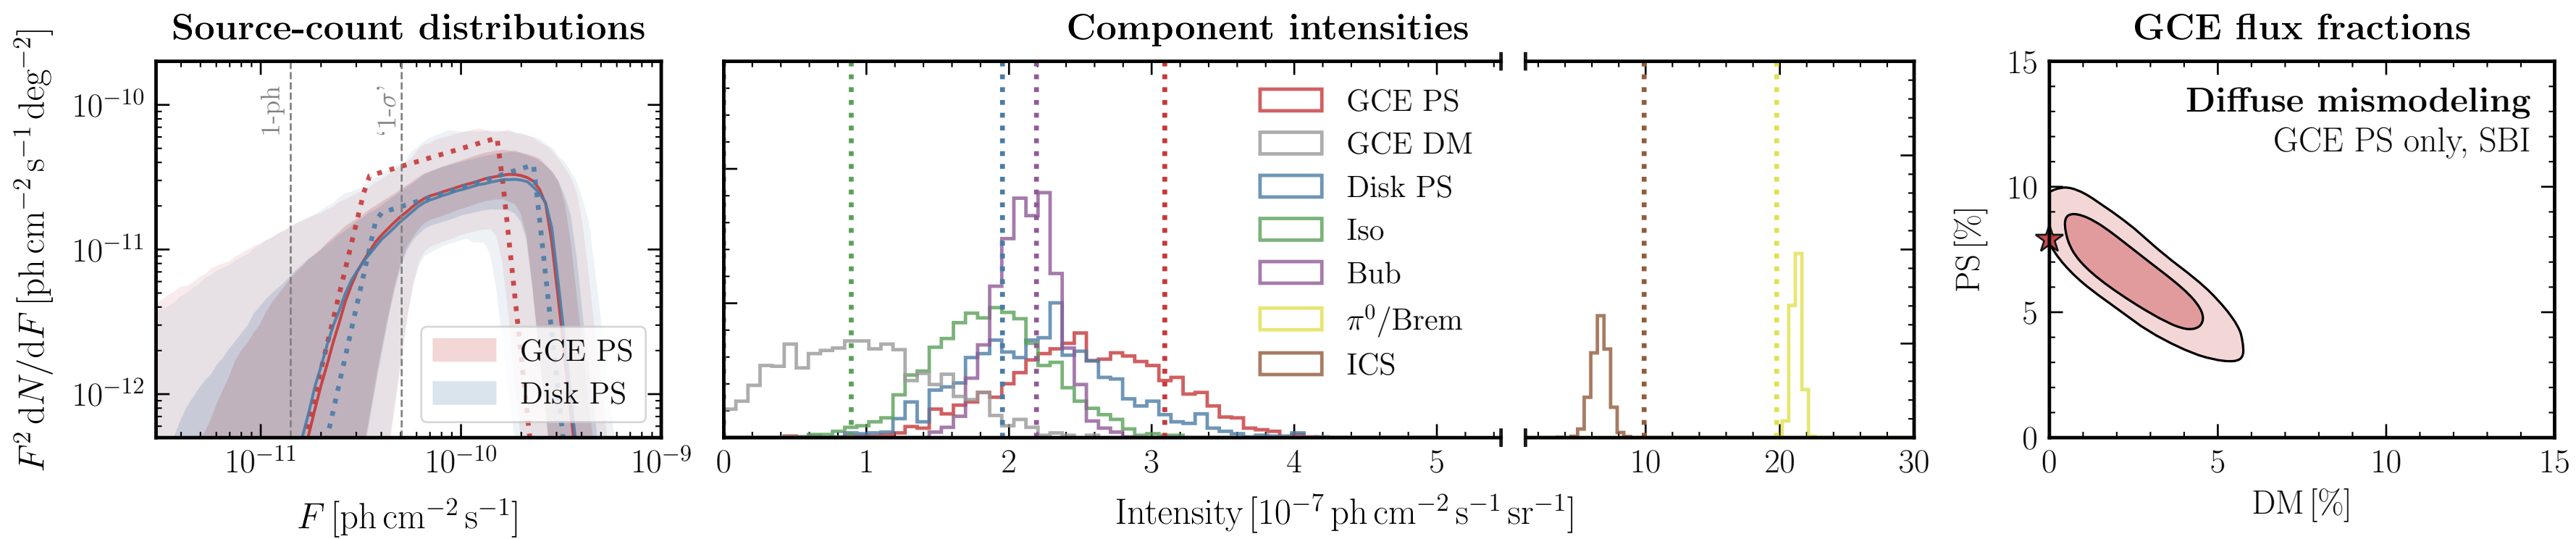 Source-count distributions
F² dN/dF [ph cm⁻² s⁻¹ deg⁻²]
10⁻¹⁰
10⁻¹¹
10⁻¹²
1-ph
‘1-σ’
GCE PS
Disk PS
10⁻¹¹
10⁻¹⁰
10⁻⁹
F [ph cm⁻² s⁻¹]
Component intensities
GCE PS
GCE DM
Disk PS
Iso
Bub
π⁰/Brem
ICS
0
1
2
3
4
5
10
20
30
Intensity [10⁻⁷ ph cm⁻² s⁻¹ sr⁻¹]
GCE flux fractions
PS [%]
15
10
5
0
Diffuse mismodeling
GCE PS only, SBI
0
5
10
15
DM [%]